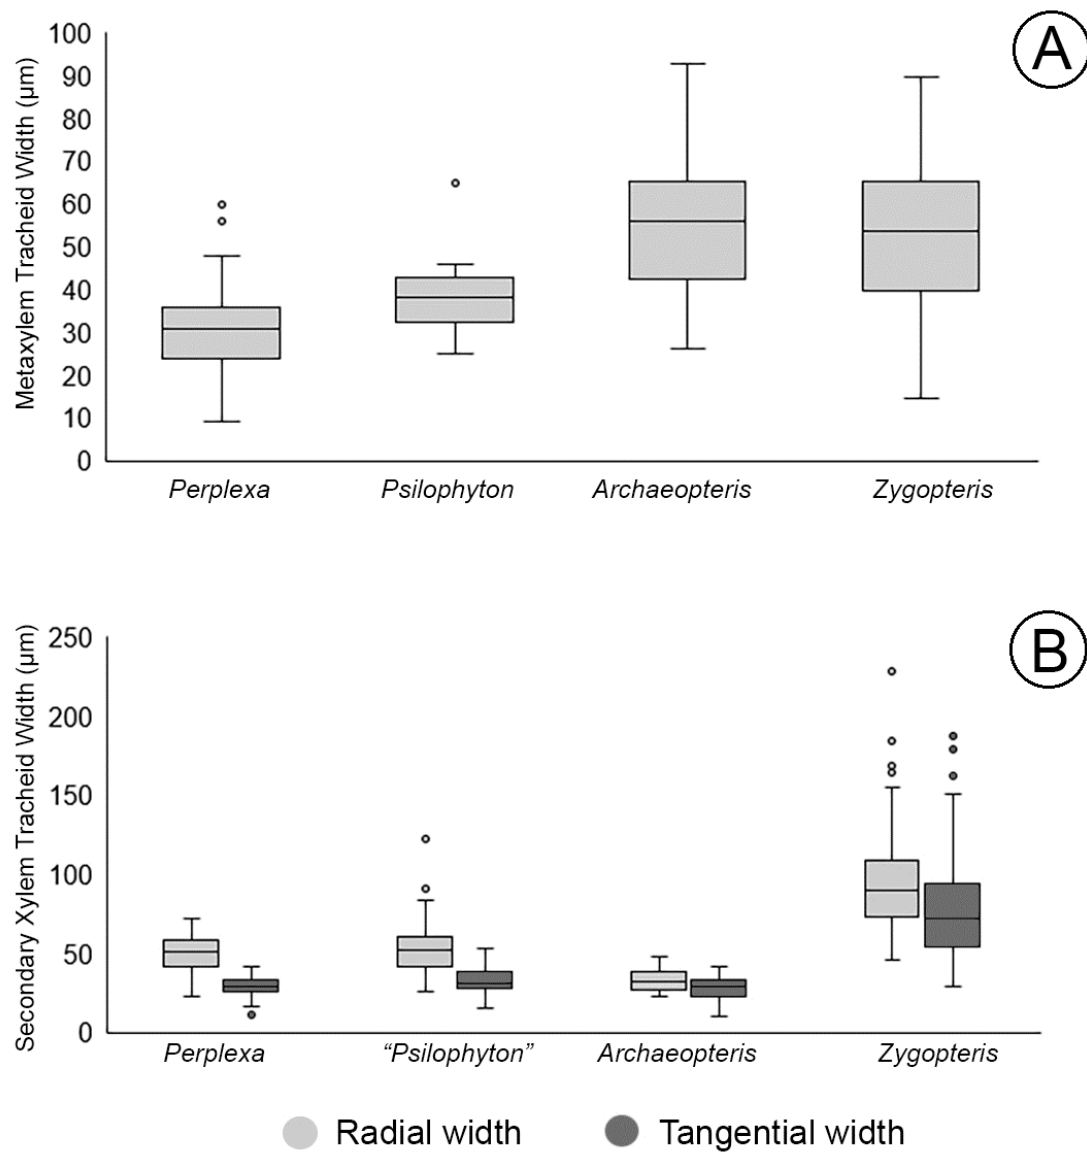 A
Metaxylem Tracheid Width (μm)
100
90
80
70
60
50
40
30
20
10
0
Perplexa Psilophyton Archaeopteris Zygopteris
B
Secondary Xylem Tracheid Width (μm)
250
200
150
100
50
0
Perplexa “Psilophyton” Archaeopteris Zygopteris
Radial width Tangential width